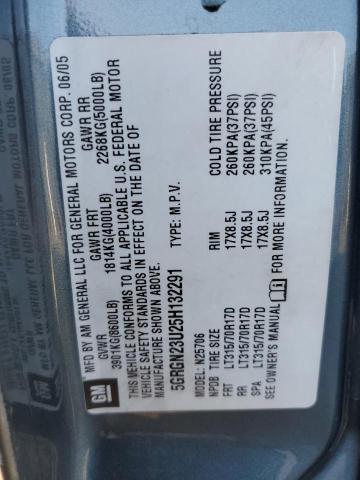 GM
MFD BY AM GENERAL LLC FOR GENERAL MOTORS CORP. 06/05
GVWR GAWR FRT GAWR RR
3901KG(8600LB) 1814KG(4000LB) 2268KG(5000LB)
THIS VEHICLE CONFORMS TO ALL APPLICABLE U.S. FEDERAL MOTOR
VEHICLE SAFETY STANDARDS IN EFFECT ON THE DATE OF
MANUFACTURE SHOWN ABOVE.
5GRGN23U25H132291 TYPE: M.P.V.
MODEL: N25706
NPDB TIRE SIZE RIM COLD TIRE PRESSURE
FRT LT315/70R17D 17X8.5J 260KPA(37PSI)
RR LT315/70R17D 17X8.5J 260KPA(37PSI)
SPA LT315/70R17D 17X8.5J 310KPA(45PSI)
SEE OWNER'S MANUAL FOR MORE INFORMATION.